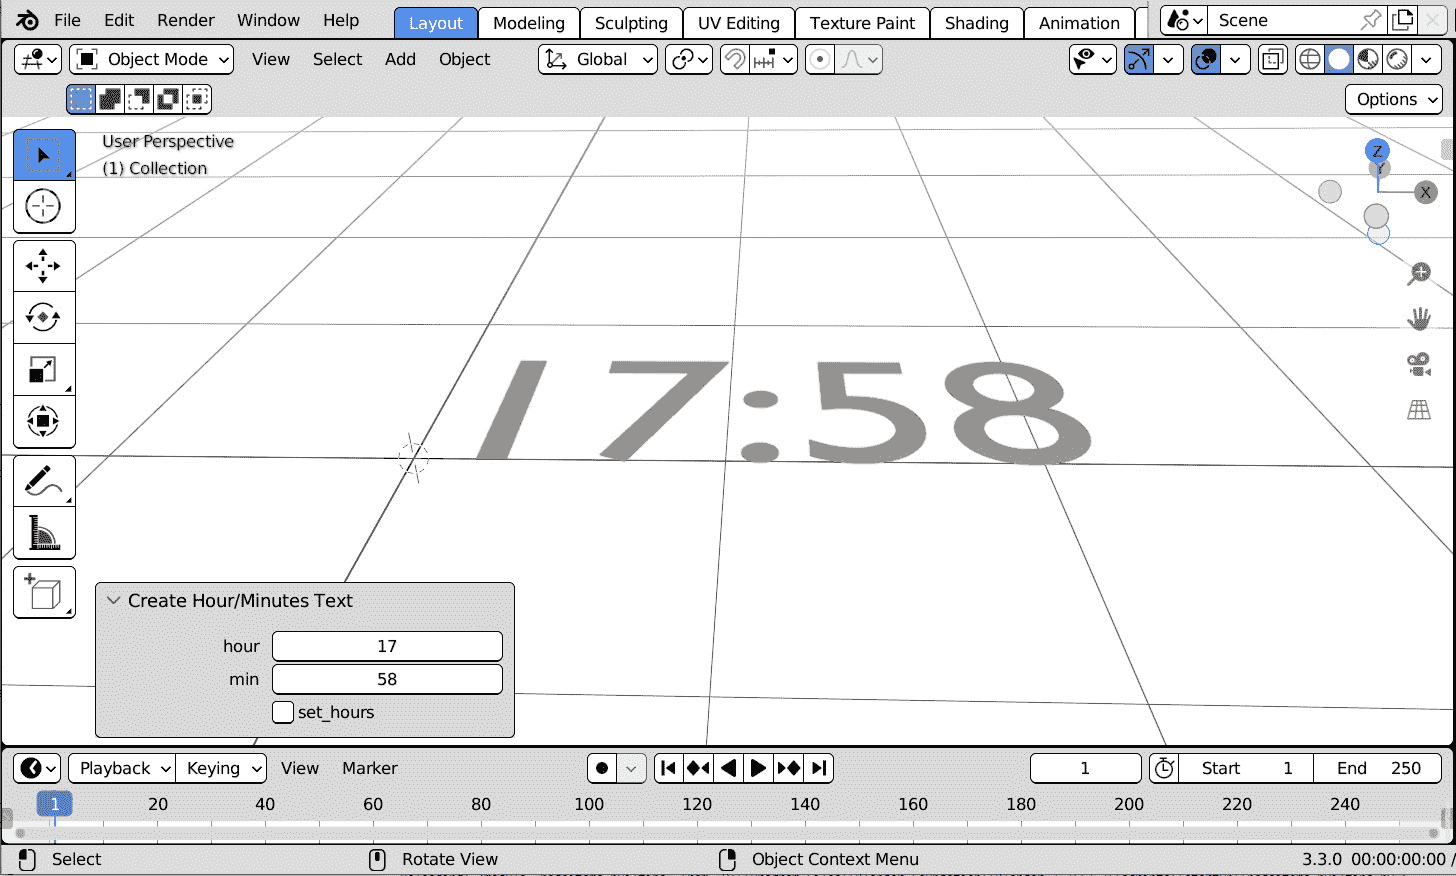 File Edit Render Window Help Layout Modeling Sculpting UV Editing Texture Paint Shading Animation Scene
Object Mode View Select Add Object Global
Options
User Perspective
(1) Collection
Z
Y
X
17:58
Create Hour/Minutes Text
hour 17
min 58
set_hours
Playback Keying View Marker 1 Start 1 End 250
1 20 40 60 80 100 120 140 160 180 200 220 240
Select Rotate View Object Context Menu 3.3.0 00:00:00:00 /